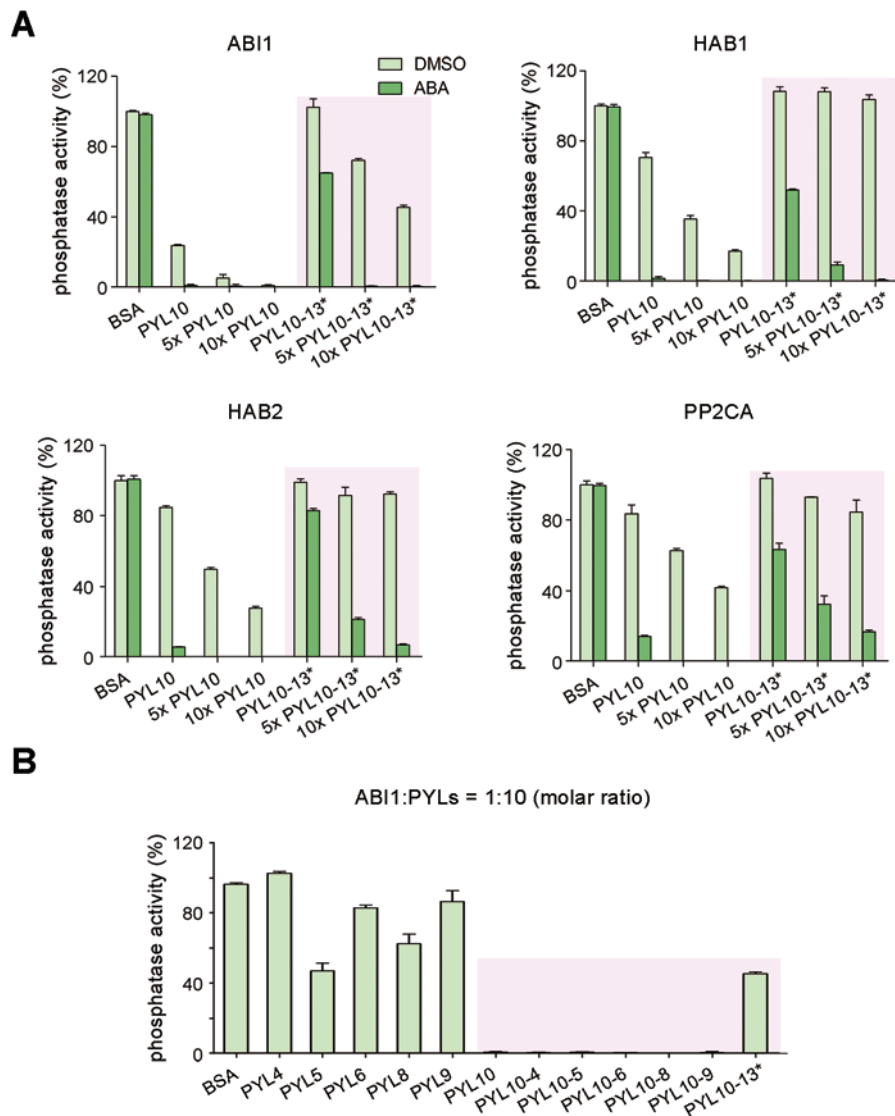 A
ABI1
DMSO
ABA
phosphatase activity (%)
120
80
40
0
BSA
PYL10
5x PYL10
10x PYL10
PYL10-13*
5x PYL10-13*
10x PYL10-13*
HAB1
phosphatase activity (%)
120
80
40
0
BSA
PYL10
5x PYL10
10x PYL10
PYL10-13*
5x PYL10-13*
10x PYL10-13*
HAB2
phosphatase activity (%)
120
80
40
0
BSA
PYL10
5x PYL10
10x PYL10
PYL10-13*
5x PYL10-13*
10x PYL10-13*
PP2CA
phosphatase activity (%)
120
80
40
0
BSA
PYL10
5x PYL10
10x PYL10
PYL10-13*
5x PYL10-13*
10x PYL10-13*
B
ABI1:PYLs = 1:10 (molar ratio)
phosphatase activity (%)
120
80
40
0
BSA
PYL4
PYL5
PYL6
PYL8
PYL9
PYL10
PYL10-4
PYL10-5
PYL10-6
PYL10-8
PYL10-9
PYL10-13*